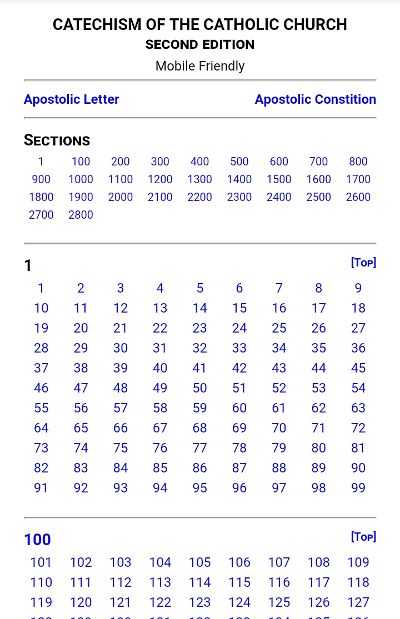 CATECHISM OF THE CATHOLIC CHURCH
SECOND EDITION
Mobile Friendly
Apostolic Letter Apostolic Constition
SECTIONS
1 100 200 300 400 500 600 700 800
900 1000 1100 1200 1300 1400 1500 1600 1700
1800 1900 2000 2100 2200 2300 2400 2500 2600
2700 2800
1 [TOP]
1 2 3 4 5 6 7 8 9
10 11 12 13 14 15 16 17 18
19 20 21 22 23 24 25 26 27
28 29 30 31 32 33 34 35 36
37 38 39 40 41 42 43 44 45
46 47 48 49 50 51 52 53 54
55 56 57 58 59 60 61 62 63
64 65 66 67 68 69 70 71 72
73 74 75 76 77 78 79 80 81
82 83 84 85 86 87 88 89 90
91 92 93 94 95 96 97 98 99
100 [TOP]
101 102 103 104 105 106 107 108 109
110 111 112 113 114 115 116 117 118
119 120 121 122 123 124 125 126 127